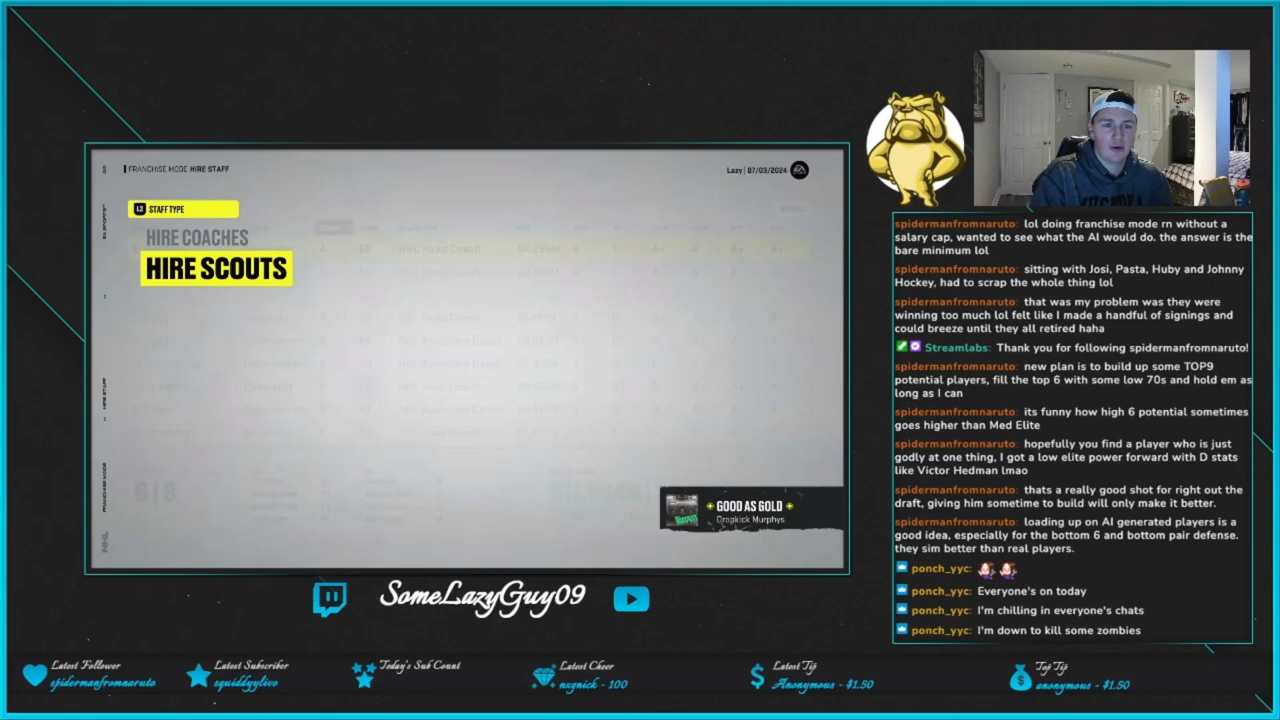 FRANCHISE MODE HIRE STAFF
Lazy | 07/03/2024
L2 STAFF TYPE
HIRE COACHES
HIRE SCOUTS
GOOD AS GOLD
Dropkick Murphys
HIRE STAFF
FRANCHISE MODE
NHL
SomeLazyGuy09
spidermanfromnaruto: lol doing franchise mode rn without a
salary cap, wanted to see what the AI would do. the answer is the
bare minimum lol
spidermanfromnaruto: sitting with Josi, Pasta, Huby and Johnny
Hockey, had to scrap the whole thing lol
spidermanfromnaruto: that was my problem was they were
winning too much lol felt like I made a handful of signings and
could breeze until they all retired haha
Streamlabs: Thank you for following spidermanfromnaruto!
spidermanfromnaruto: new plan is to build up some TOP9
potential players, fill the top 6 with some low 70s and hold em as
long as I can
spidermanfromnaruto: its funny how high 6 potential sometimes
goes higher than Med Elite
spidermanfromnaruto: hopefully you find a player who is just
godly at one thing, I got a low elite power forward with D stats
like Victor Hedman lmao
spidermanfromnaruto: thats a really good shot for right out the
draft, giving him sometime to build will only make it better.
spidermanfromnaruto: loading up on AI generated players is a
good idea, especially for the bottom 6 and bottom pair defense.
they sim better than real players.
ponch_yyc:
ponch_yyc: Everyone's on today
ponch_yyc: I'm chilling in everyone's chats
ponch_yyc: I'm down to kill some zombies
Latest Follower
spidermanfromnaruto
Latest Subscriber
squiddyylive
Today's Sub Count
Latest Cheer
nxgnick - 100
Latest Tip
Anonymous - $1.50
Top Tip
anonymous - $1.50